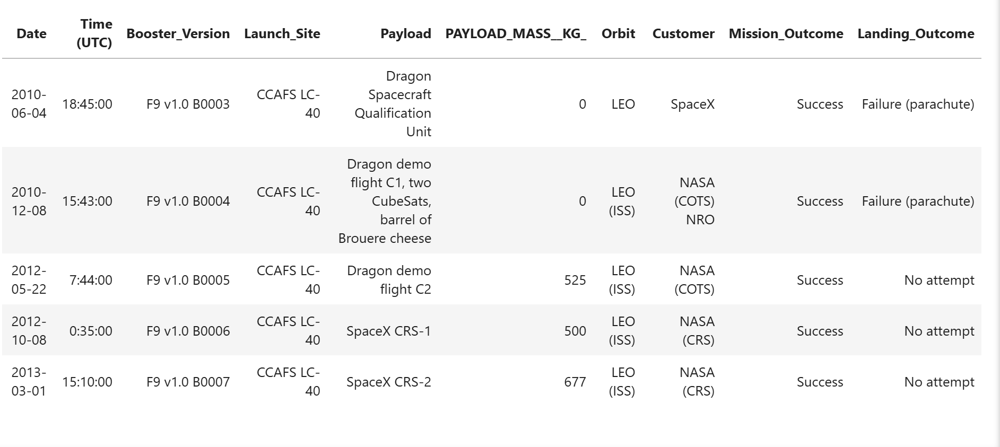 Date Time (UTC) Booster_Version Launch_Site Payload PAYLOAD_MASS__KG_ Orbit Customer Mission_Outcome Landing_Outcome
2010-06-04 18:45:00 F9 v1.0 B0003 CCAFS LC-40 Dragon Spacecraft Qualification Unit 0 LEO SpaceX Success Failure (parachute)
2010-12-08 15:43:00 F9 v1.0 B0004 CCAFS LC-40 Dragon demo flight C1, two CubeSats, barrel of Brouere cheese 0 LEO (ISS) NASA (COTS) NRO Success Failure (parachute)
2012-05-22 7:44:00 F9 v1.0 B0005 CCAFS LC-40 Dragon demo flight C2 525 LEO (ISS) NASA (COTS) Success No attempt
2012-10-08 0:35:00 F9 v1.0 B0006 CCAFS LC-40 SpaceX CRS-1 500 LEO (ISS) NASA (CRS) Success No attempt
2013-03-01 15:10:00 F9 v1.0 B0007 CCAFS LC-40 SpaceX CRS-2 677 LEO (ISS) NASA (CRS) Success No attempt